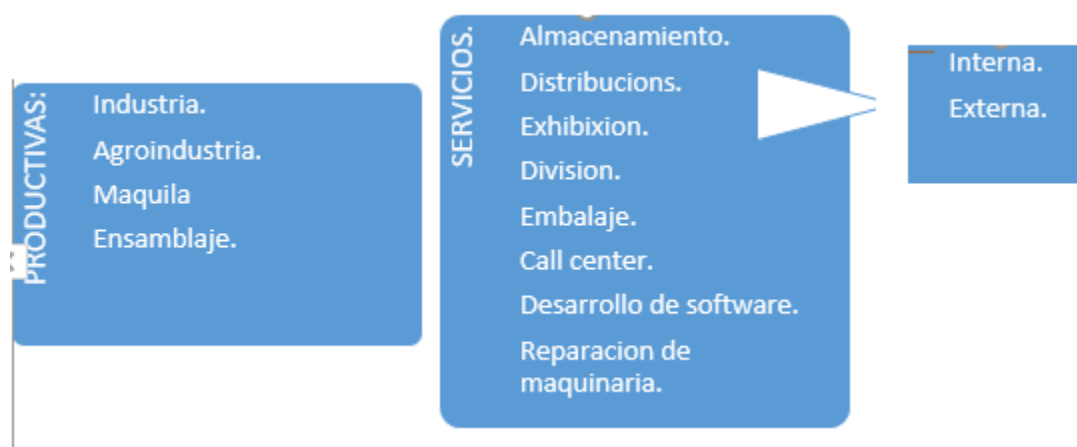 PRODUCTIVAS:
Industria.
Agroindustria.
Maquila
Ensamblaje.
SERVICIOS.
Almacenamiento.
Distribucions.
Exhibixion.
Division.
Embalaje.
Call center.
Desarrollo de software.
Reparacion de
maquinaria.
Interna.
Externa.